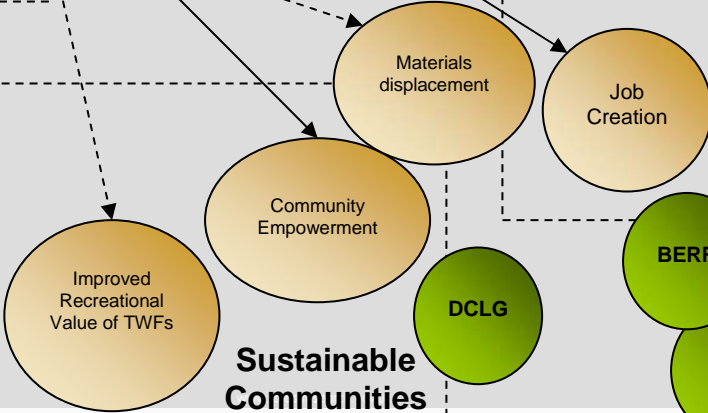 Materials
displacement
Job
Creation
Community
Empowerment
Improved
Recreational
Value of TWFs
DCLG
Sustainable
Communities